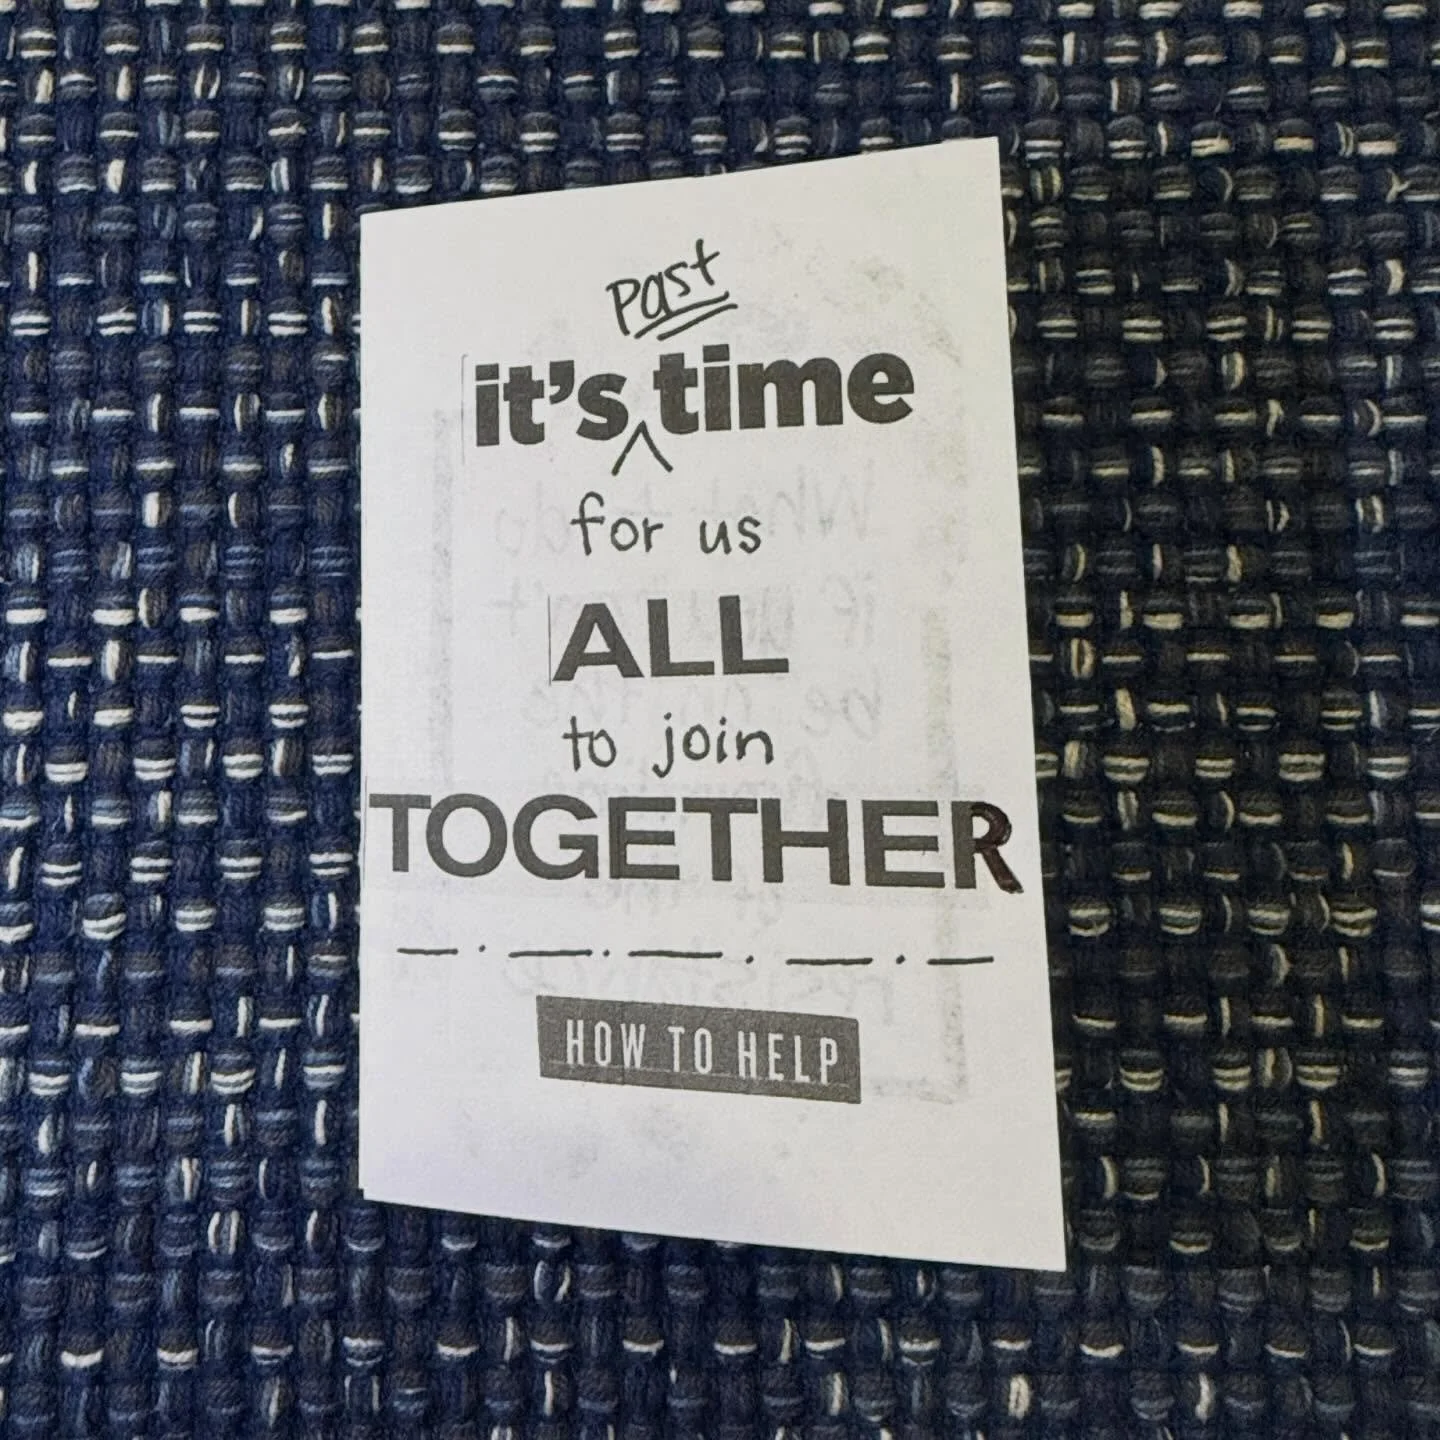 past
it's ^ time
for us
ALL
to join
TOGETHER
HOW TO HELP